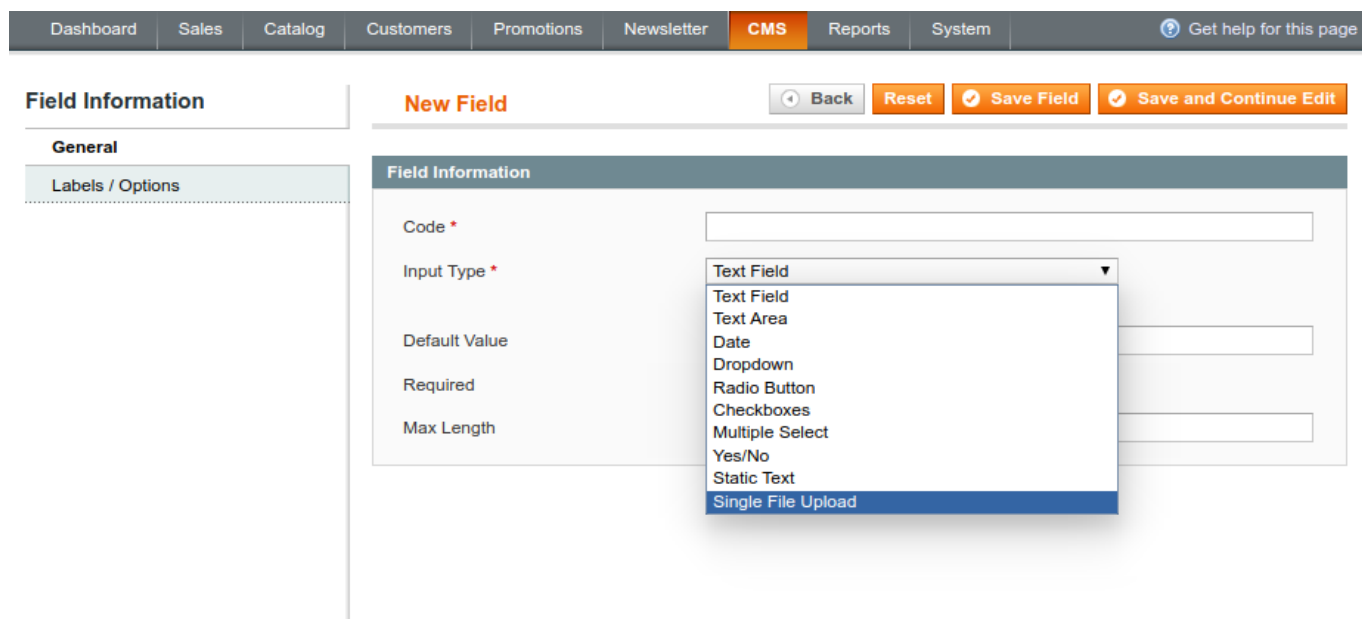 Dashboard Sales Catalog Customers Promotions Newsletter CMS Reports System Get help for this page
Field Information
General
Labels / Options
New Field Back Reset Save Field Save and Continue Edit
Field Information
Code *
Input Type * Text Field
Text Field
Text Area
Date
Dropdown
Radio Button
Checkboxes
Multiple Select
Yes/No
Static Text
Single File Upload
Default Value
Required
Max Length